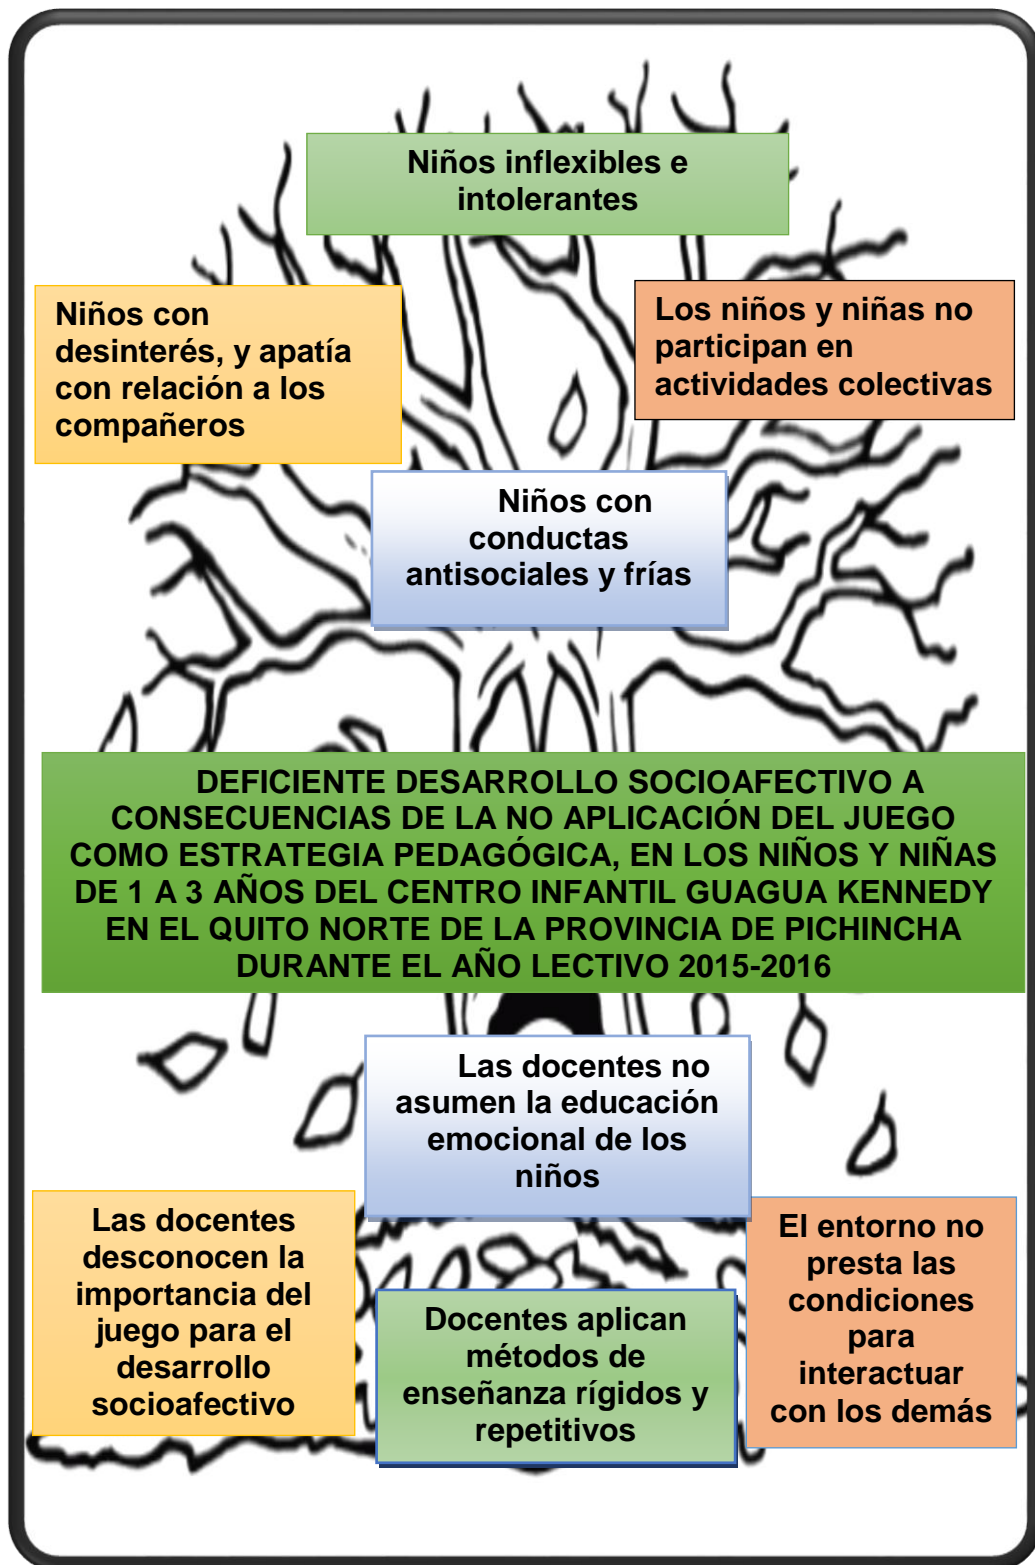 Niños inflexibles e
intolerantes
Niños con
desinterés, y apatía
con relación a los
compañeros
Los niños y niñas no
participan en
actividades colectivas
Niños con
conductas
antisociales y frías
DEFICIENTE DESARROLLO SOCIOAFECTIVO A
CONSECUENCIAS DE LA NO APLICACIÓN DEL JUEGO
COMO ESTRATEGIA PEDAGÓGICA, EN LOS NIÑOS Y NIÑAS
DE 1 A 3 AÑOS DEL CENTRO INFANTIL GUAGUA KENNEDY
EN EL QUITO NORTE DE LA PROVINCIA DE PICHINCHA
DURANTE EL AÑO LECTIVO 2015-2016
Las docentes no
asumen la educación
emocional de los
niños
Las docentes
desconocen la
importancia del
juego para el
desarrollo
socioafectivo
Docentes aplican
métodos de
enseñanza rígidos y
repetitivos
El entorno no
presta las
condiciones
para
interactuar
con los demás